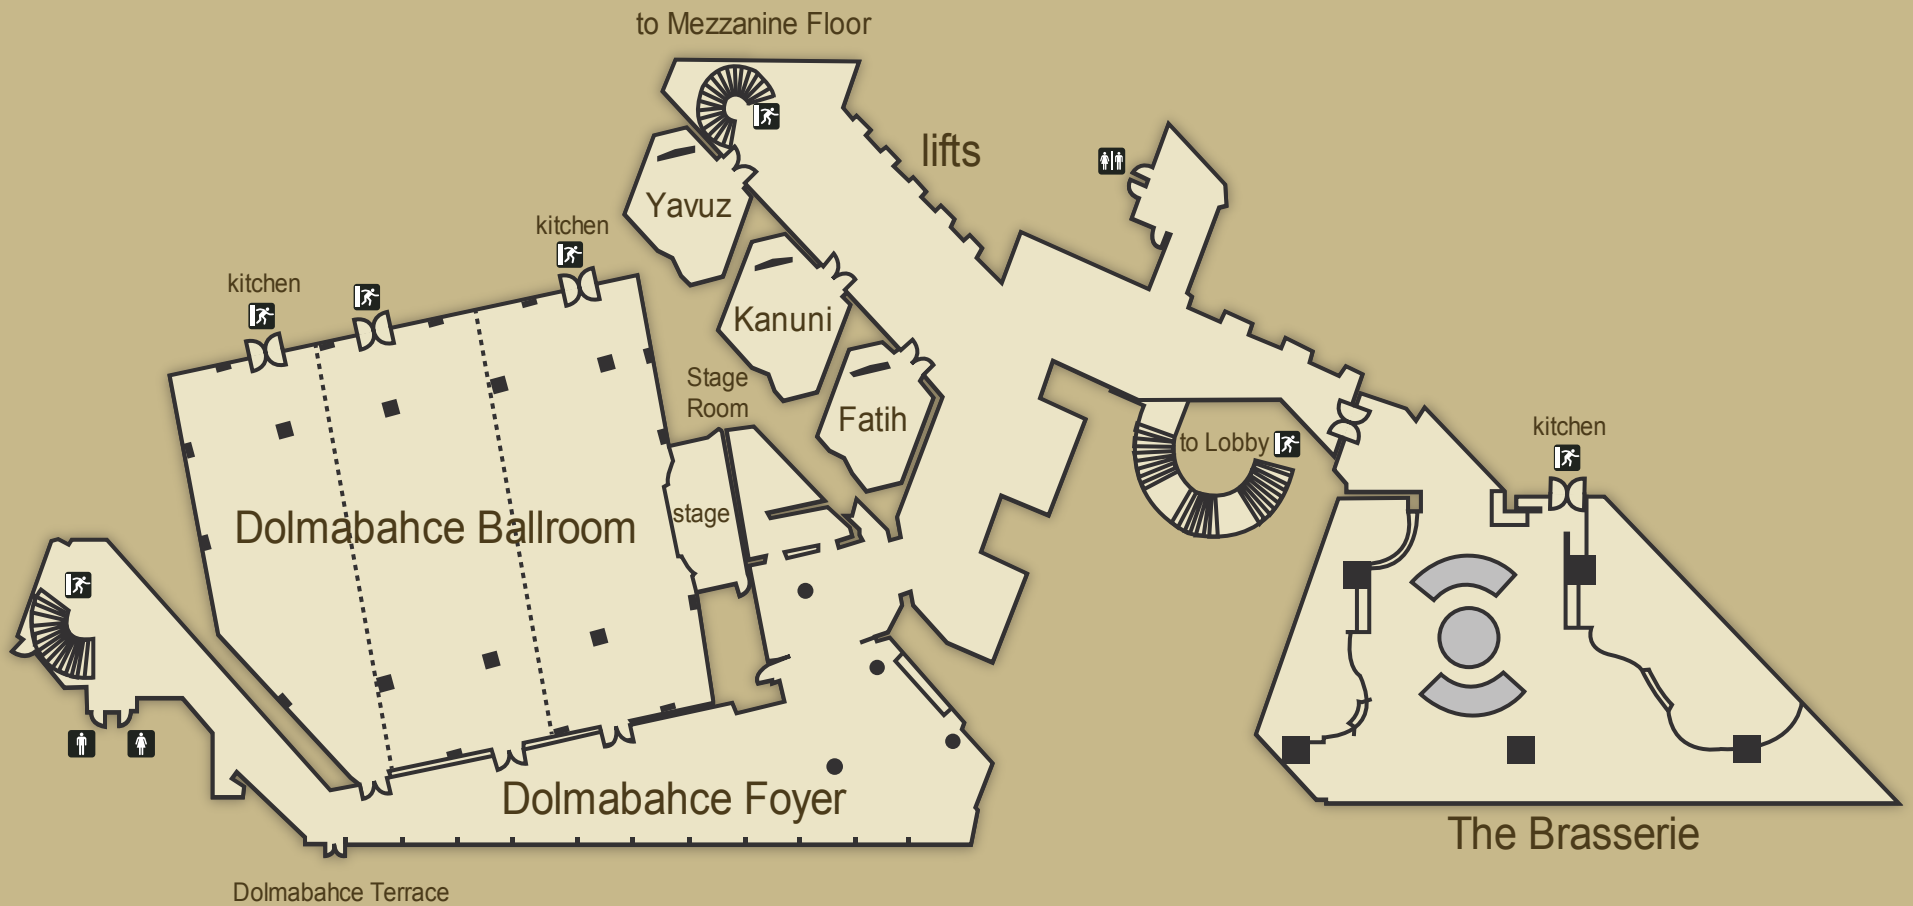 to Mezzanine Floor
lifts
Yavuz
kitchen
kitchen
Kanuni
Stage
Room
Fatih
kitchen
to Lobby
stage
Dolmabahce Ballroom
Dolmabahce Foyer
The Brasserie
Dolmabahce Terrace